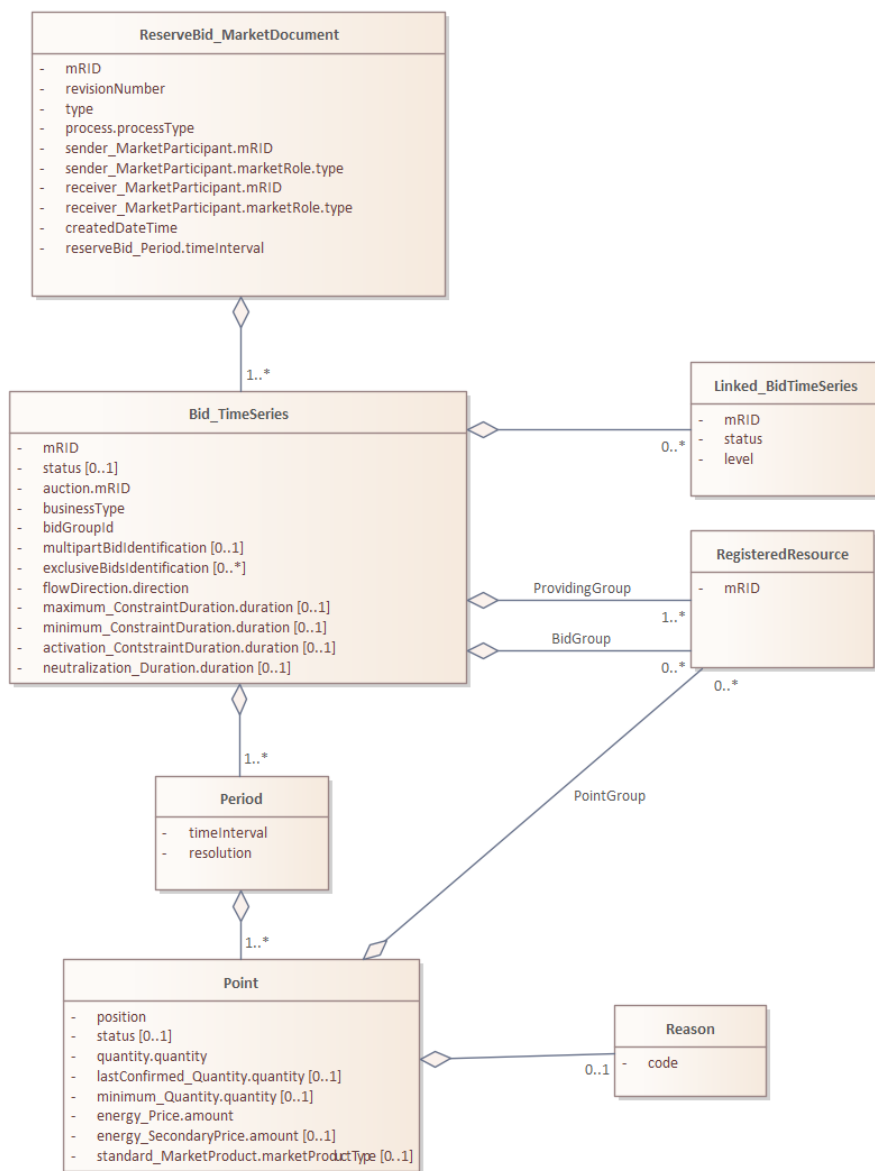 ReserveBid_MarketDocument
- mRID
- revisionNumber
- type
- process.processType
- sender_MarketParticipant.mRID
- sender_MarketParticipant.marketRole.type
- receiver_MarketParticipant.mRID
- receiver_MarketParticipant.marketRole.type
- createdDateTime
- reserveBid_Period.timeInterval
1..*
Bid_TimeSeries
- mRID
- status [0..1]
- auction.mRID
- businessType
- bidGroupId
- multipartBidIdentification [0..1]
- exclusiveBidsIdentification [0..*]
- flowDirection.direction
- maximum_ConstraintDuration.duration [0..1]
- minimum_ConstraintDuration.duration [0..1]
- activation_ContstraintDuration.duration [0..1]
- neutralization_Duration.duration [0..1]
Linked_BidTimeSeries
- mRID
- status
- level
0..*
RegisteredResource
- mRID
ProvidingGroup
1..*
BidGroup
0..*
0..*
1..*
Period
- timeInterval
- resolution
PointGroup
1..*
Point
- position
- status [0..1]
- quantity.quantity
- lastConfirmed_Quantity.quantity [0..1]
- minimum_Quantity.quantity [0..1]
- energy_Price.amount
- energy_SecondaryPrice.amount [0..1]
- standard_MarketProduct.marketProductType [0..1]
Reason
- code
0..1